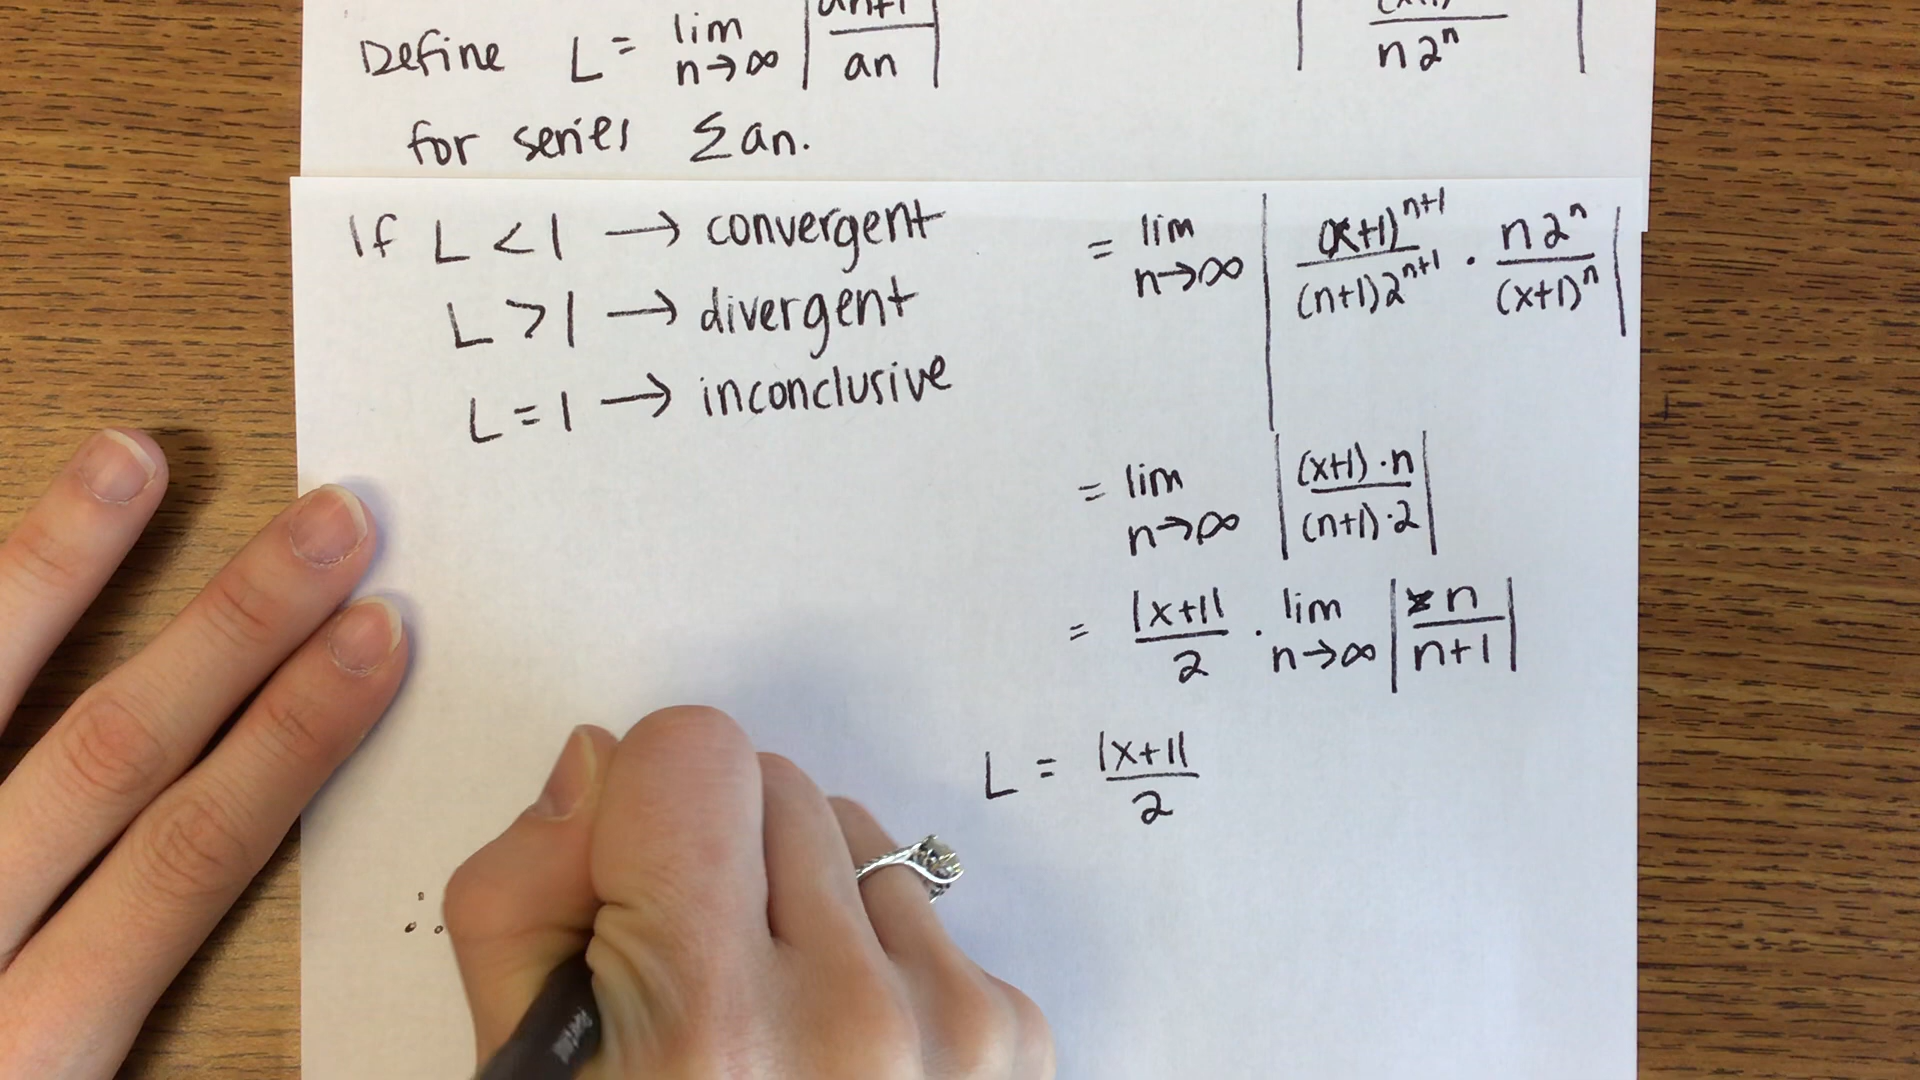 Define L = lim n→∞ |an+1 / an|
for series Σan.
If L < 1 → convergent
L > 1 → divergent
L = 1 → inconclusive
∴
n2ⁿ
= lim n→∞ |(x+1)ⁿ⁺¹ / (n+1)2ⁿ⁺¹ · n2ⁿ / (x+1)ⁿ|
= lim n→∞ |(x+1)·n / (n+1)·2|
= |x+1| / 2 · lim n→∞ |n / n+1|
L = |x+1| / 2